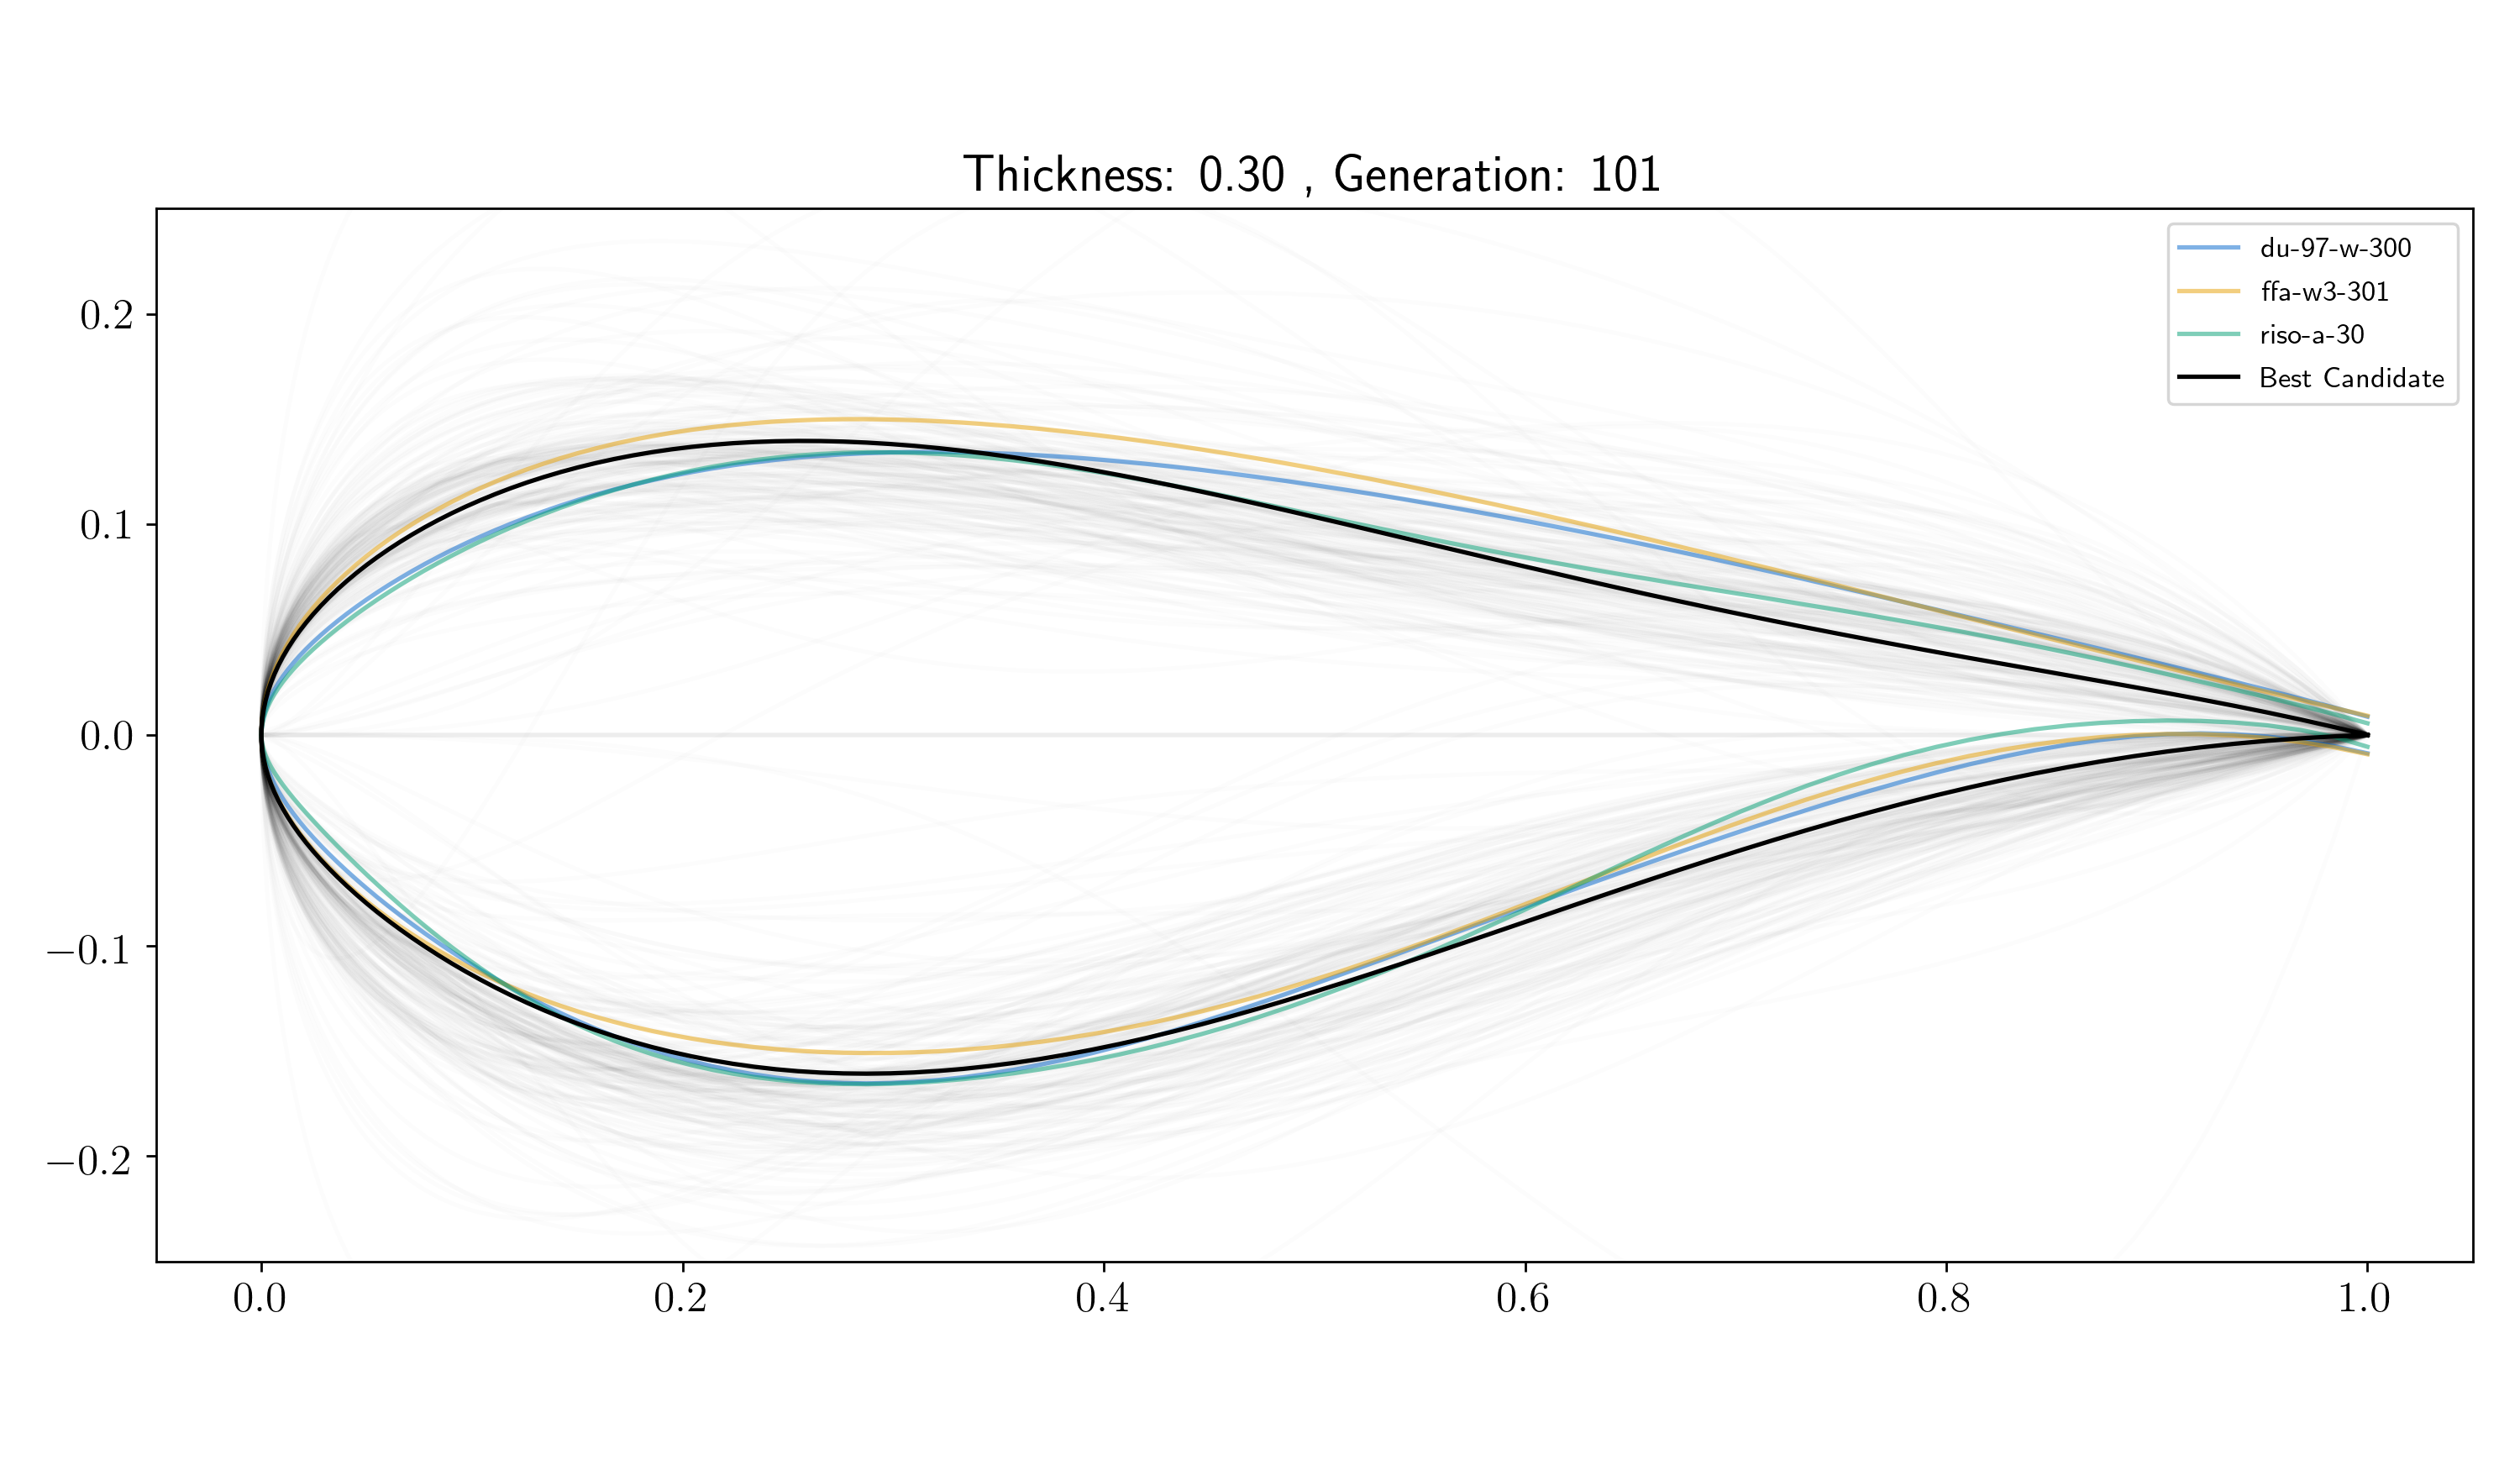 Thickness: 0.30 , Generation: 101
du-97-w-300
ffa-w3-301
riso-a-30
Best Candidate
0.2
0.1
0.0
−0.1
−0.2
0.0 0.2 0.4 0.6 0.8 1.0